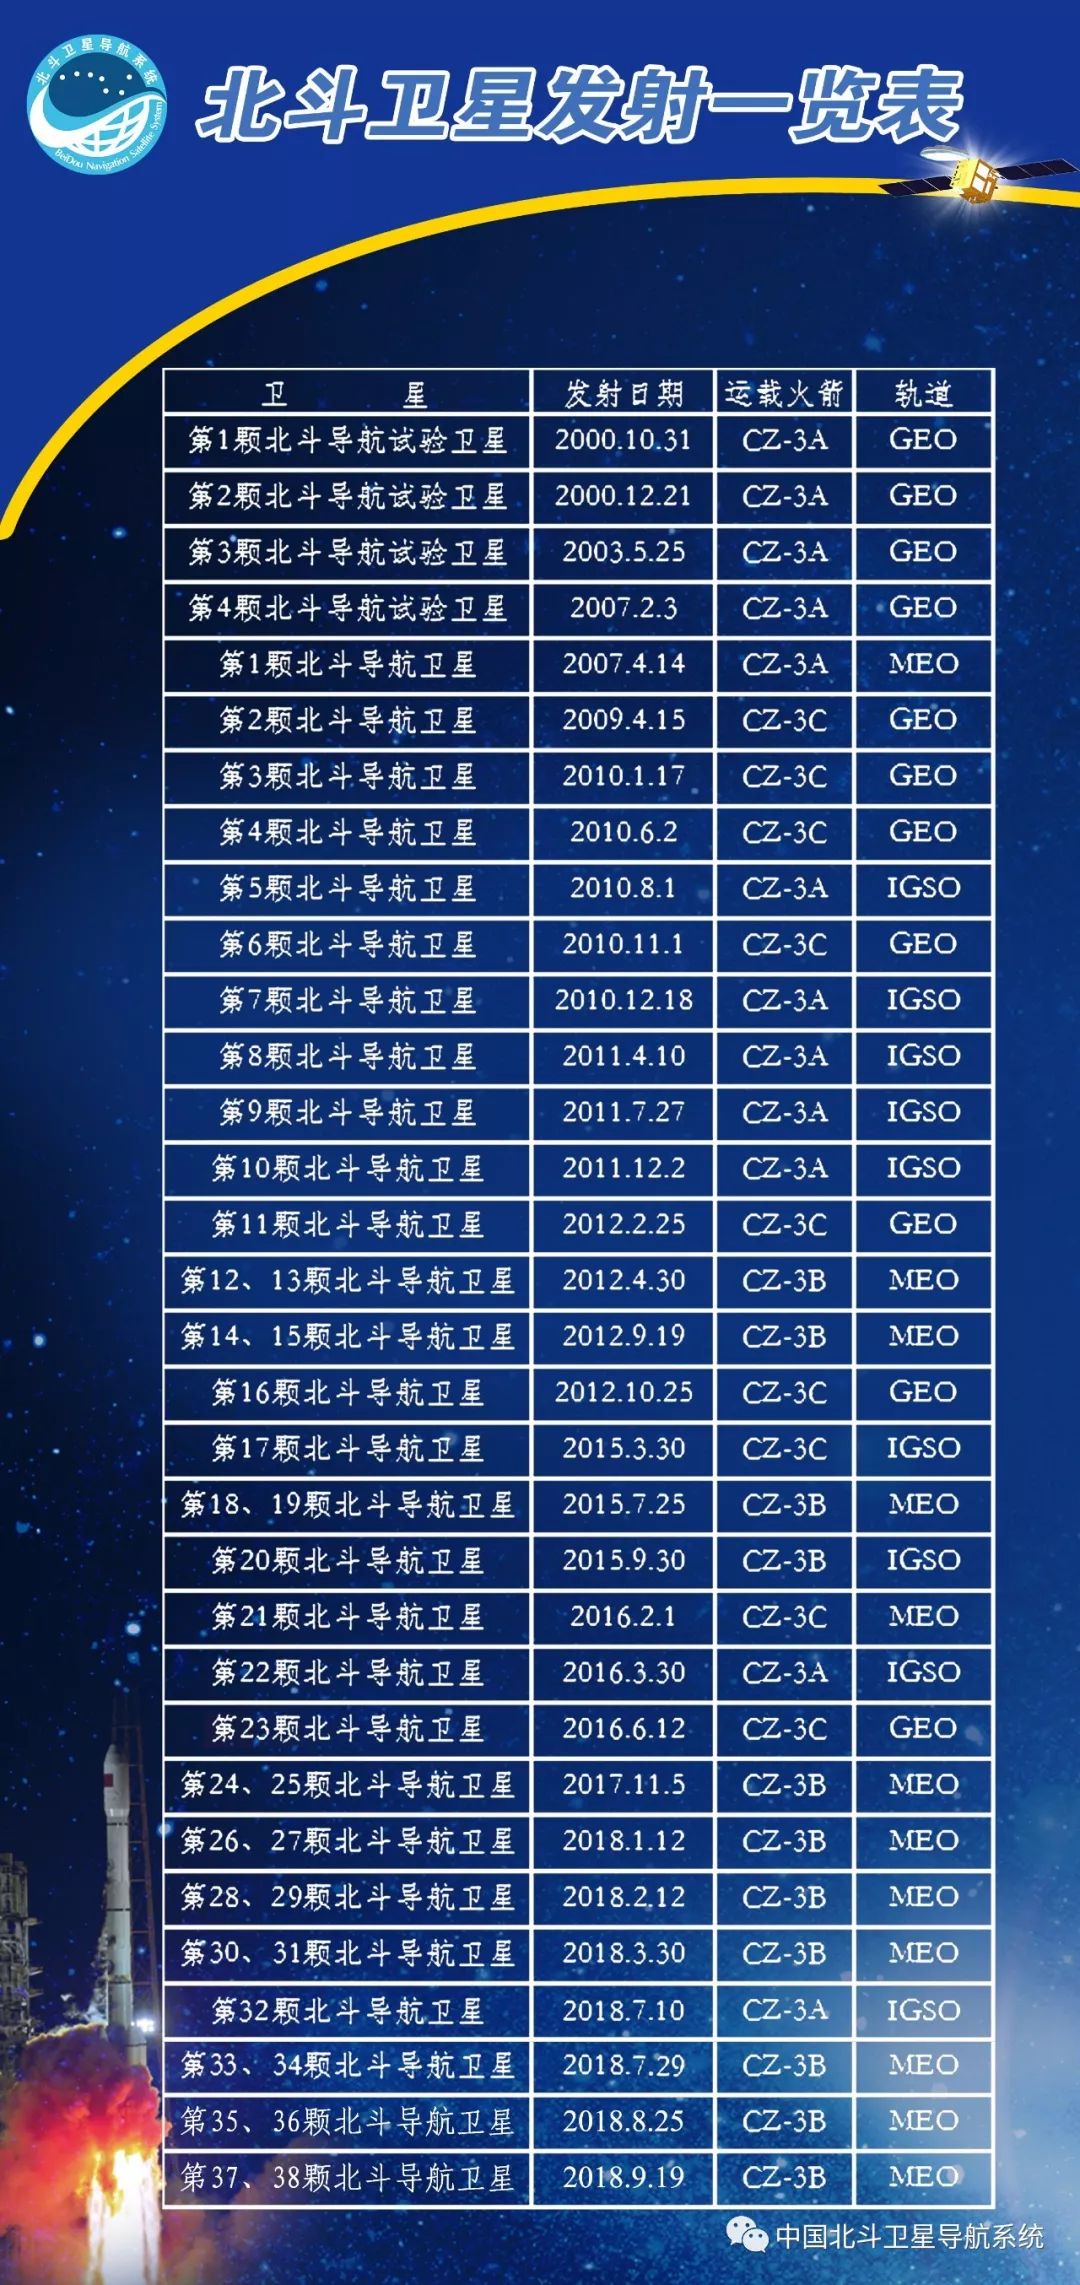 北斗卫星导航系统
BeiDou Navigation Satellite System
北斗卫星发射一览表
卫 星 发射日期 运载火箭 轨道
第1颗北斗导航试验卫星 2000.10.31 CZ-3A GEO
第2颗北斗导航试验卫星 2000.12.21 CZ-3A GEO
第3颗北斗导航试验卫星 2003.5.25 CZ-3A GEO
第4颗北斗导航试验卫星 2007.2.3 CZ-3A GEO
第1颗北斗导航卫星 2007.4.14 CZ-3A MEO
第2颗北斗导航卫星 2009.4.15 CZ-3C GEO
第3颗北斗导航卫星 2010.1.17 CZ-3C GEO
第4颗北斗导航卫星 2010.6.2 CZ-3C GEO
第5颗北斗导航卫星 2010.8.1 CZ-3A IGSO
第6颗北斗导航卫星 2010.11.1 CZ-3C GEO
第7颗北斗导航卫星 2010.12.18 CZ-3A IGSO
第8颗北斗导航卫星 2011.4.10 CZ-3A IGSO
第9颗北斗导航卫星 2011.7.27 CZ-3A IGSO
第10颗北斗导航卫星 2011.12.2 CZ-3A IGSO
第11颗北斗导航卫星 2012.2.25 CZ-3C GEO
第12、13颗北斗导航卫星 2012.4.30 CZ-3B MEO
第14、15颗北斗导航卫星 2012.9.19 CZ-3B MEO
第16颗北斗导航卫星 2012.10.25 CZ-3C GEO
第17颗北斗导航卫星 2015.3.30 CZ-3C IGSO
第18、19颗北斗导航卫星 2015.7.25 CZ-3B MEO
第20颗北斗导航卫星 2015.9.30 CZ-3B IGSO
第21颗北斗导航卫星 2016.2.1 CZ-3C MEO
第22颗北斗导航卫星 2016.3.30 CZ-3A IGSO
第23颗北斗导航卫星 2016.6.12 CZ-3C GEO
第24、25颗北斗导航卫星 2017.11.5 CZ-3B MEO
第26、27颗北斗导航卫星 2018.1.12 CZ-3B MEO
第28、29颗北斗导航卫星 2018.2.12 CZ-3B MEO
第30、31颗北斗导航卫星 2018.3.30 CZ-3B MEO
第32颗北斗导航卫星 2018.7.10 CZ-3A IGSO
第33、34颗北斗导航卫星 2018.7.29 CZ-3B MEO
第35、36颗北斗导航卫星 2018.8.25 CZ-3B MEO
第37、38颗北斗导航卫星 2018.9.19 CZ-3B MEO
中国北斗卫星导航系统